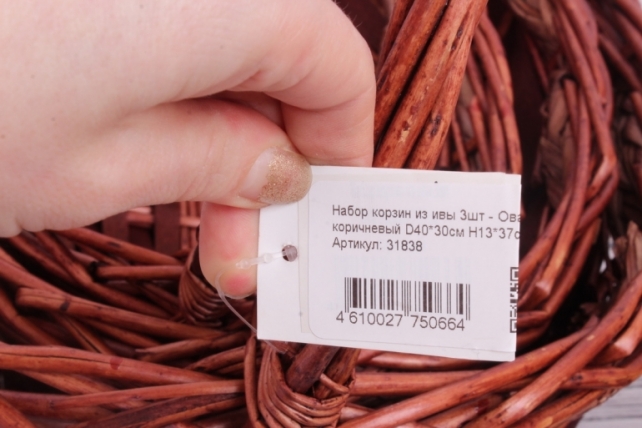 Набор корзин из ивы 3шт - Ова
коричневый D40*30см H13*37с
Артикул: 31838
4 610027 750664